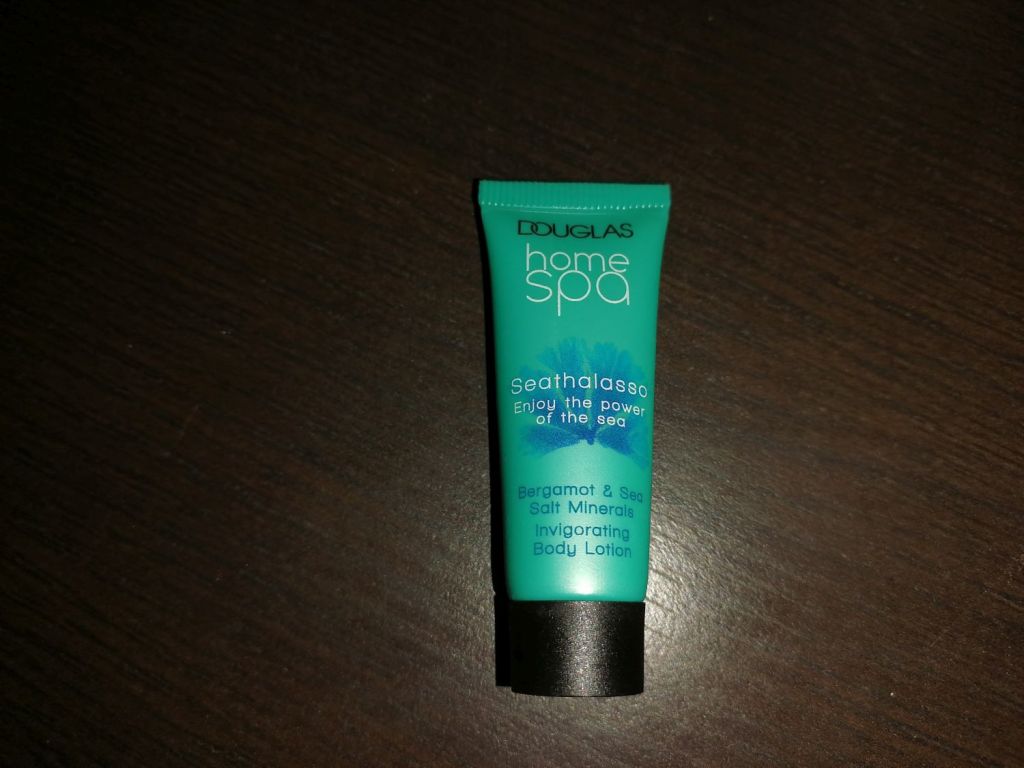 DOUGLAS
home
spa
Seathalasso
Enjoy the power
of the sea
Bergamot & Sea
Salt Minerals
Invigorating
Body Lotion